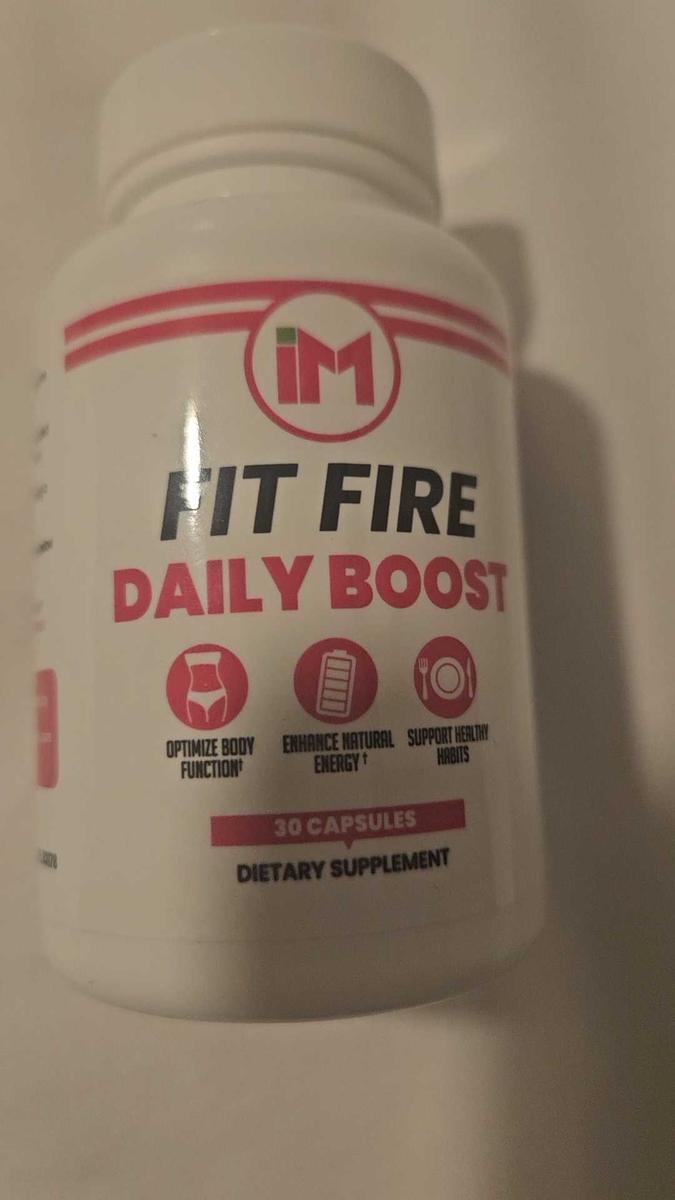 iM
FIT FIRE
DAILY BOOST
OPTIMIZE BODY
FUNCTION†
ENHANCE NATURAL
ENERGY †
SUPPORT HEALTHY
HABITS
30 CAPSULES
DIETARY SUPPLEMENT